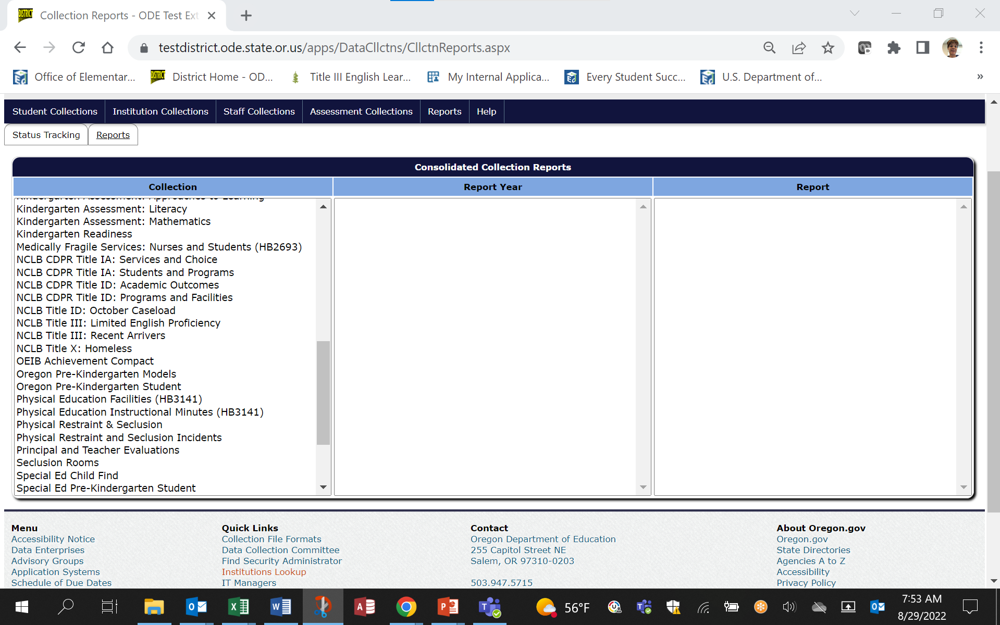 Collection Reports - ODE Test Ext
testdistrict.ode.state.or.us/apps/DataCllctns/CllctnReports.aspx
Office of Elementar...
District Home - OD...
Title III English Lear...
My Internal Applica...
Every Student Succ...
U.S. Department of...
»
Student Collections
Institution Collections
Staff Collections
Assessment Collections
Reports
Help
Status Tracking
Reports
Consolidated Collection Reports
Collection
Report Year
Report
Kindergarten Assessment: Approaches to Learning
Kindergarten Assessment: Literacy
Kindergarten Assessment: Mathematics
Kindergarten Readiness
Medically Fragile Services: Nurses and Students (HB2693)
NCLB CDPR Title IA: Services and Choice
NCLB CDPR Title IA: Students and Programs
NCLB CDPR Title ID: Academic Outcomes
NCLB CDPR Title ID: Programs and Facilities
NCLB Title ID: October Caseload
NCLB Title III: Limited English Proficiency
NCLB Title III: Recent Arrivers
NCLB Title X: Homeless
OEIB Achievement Compact
Oregon Pre-Kindergarten Models
Oregon Pre-Kindergarten Student
Physical Education Facilities (HB3141)
Physical Education Instructional Minutes (HB3141)
Physical Restraint & Seclusion
Physical Restraint and Seclusion Incidents
Principal and Teacher Evaluations
Seclusion Rooms
Special Ed Child Find
Special Ed Pre-Kindergarten Student
Menu
Accessibility Notice
Data Enterprises
Advisory Groups
Application Systems
Schedule of Due Dates
Quick Links
Collection File Formats
Data Collection Committee
Find Security Administrator
Institutions Lookup
IT Managers
Contact
Oregon Department of Education
255 Capitol Street NE
Salem, OR 97310-0203
503.947.5715
About Oregon.gov
Oregon.gov
State Directories
Agencies A to Z
Accessibility
Privacy Policy
56°F
7:53 AM
8/29/2022